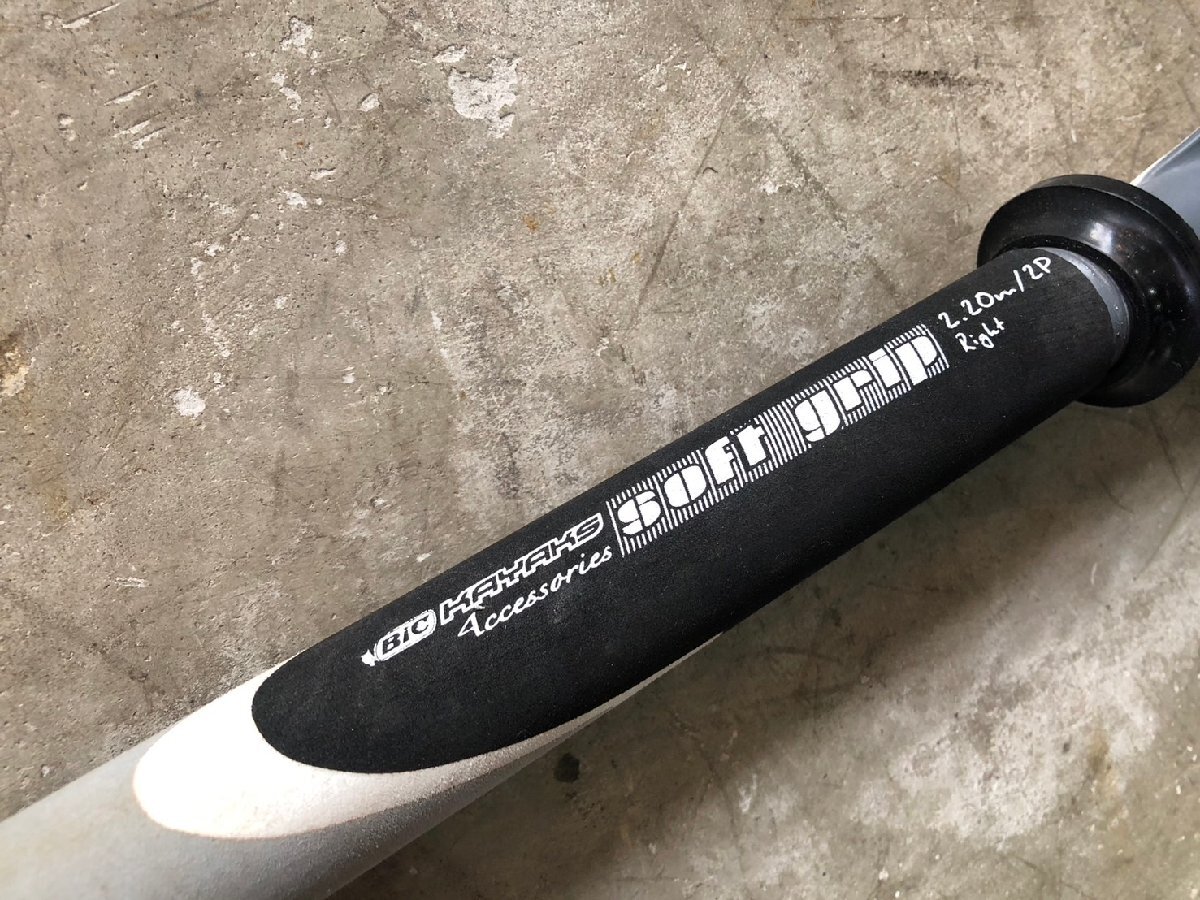 BiC KAYAKS
Accessories
soft grip
2.20m/2P
Right